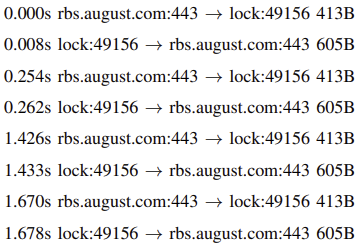 0.000s rbs.august.com:443 → lock:49156 413B
0.008s lock:49156 → rbs.august.com:443 605B
0.254s rbs.august.com:443 → lock:49156 413B
0.262s lock:49156 → rbs.august.com:443 605B
1.426s rbs.august.com:443 → lock:49156 413B
1.433s lock:49156 → rbs.august.com:443 605B
1.670s rbs.august.com:443 → lock:49156 413B
1.678s lock:49156 → rbs.august.com:443 605B